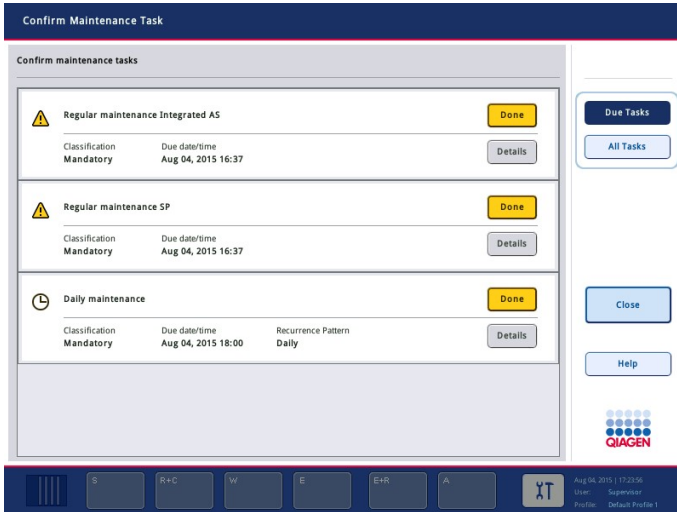 Confirm Maintenance Task
Confirm maintenance tasks
Regular maintenance Integrated AS
Done
Classification Due date/time
Mandatory Aug 04, 2015 16:37
Details
Regular maintenance SP
Done
Classification Due date/time
Mandatory Aug 04, 2015 16:37
Details
Daily maintenance
Done
Classification Due date/time Recurrence Pattern
Mandatory Aug 04, 2015 18:00 Daily
Details
Due Tasks
All Tasks
Close
Help
QIAGEN
S R+C W E E+R A
Aug 04, 2015 | 17:23:56
User: Supervisor
Profile: Default Profile 1